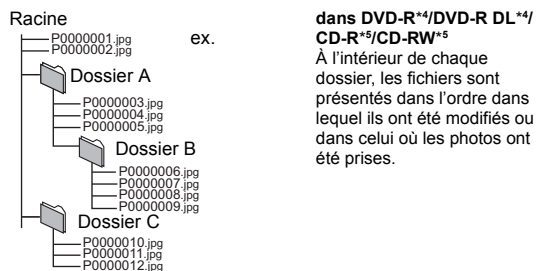 Racine
P0000001.jpg
P0000002.jpg
ex.
Dossier A
P0000003.jpg
P0000004.jpg
P0000005.jpg
Dossier B
P0000006.jpg
P0000007.jpg
P0000008.jpg
P0000009.jpg
Dossier C
P0000010.jpg
P0000011.jpg
P0000012.jpg
dans DVD-R*4/DVD-R DL*4/
CD-R*5/CD-RW*5
À l’intérieur de chaque
dossier, les fichiers sont
présentés dans l’ordre dans
lequel ils ont été modifiés ou
dans celui où les photos ont
été prises.